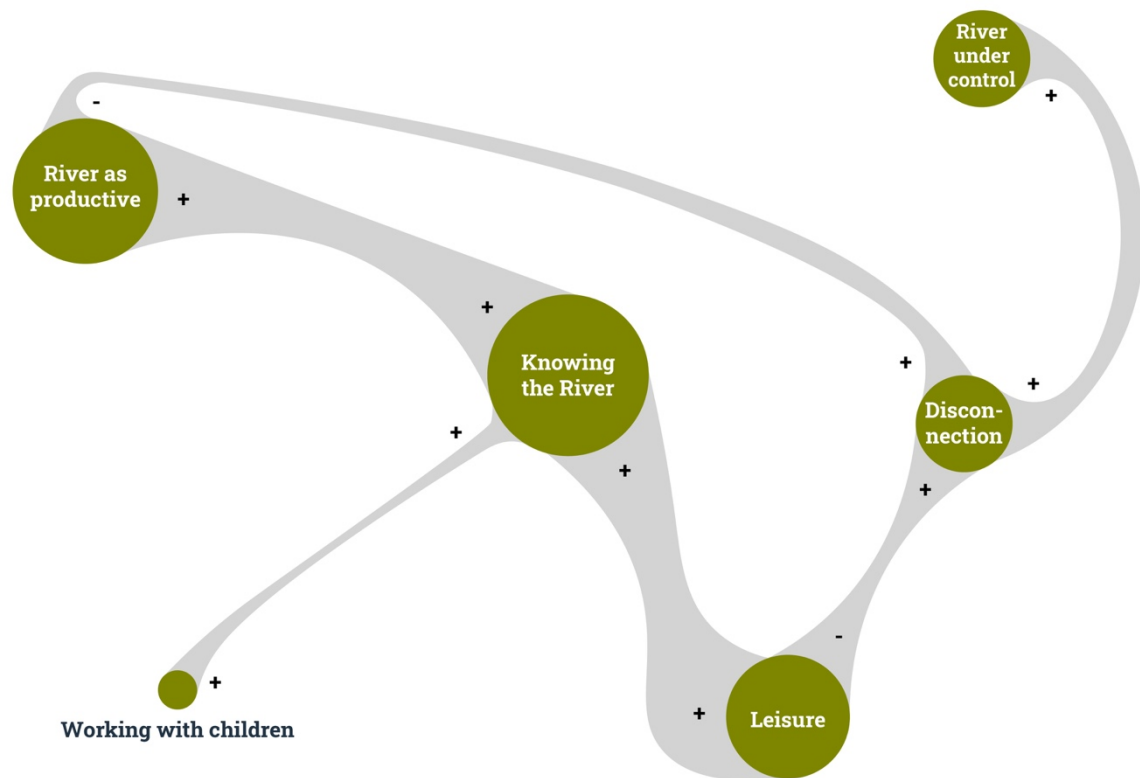 River
under
control
+
-
River as
productive
+
+
Knowing
the River
+
+
Discon-
nection
+
+
+
+
-
+
Working with children
+
Leisure